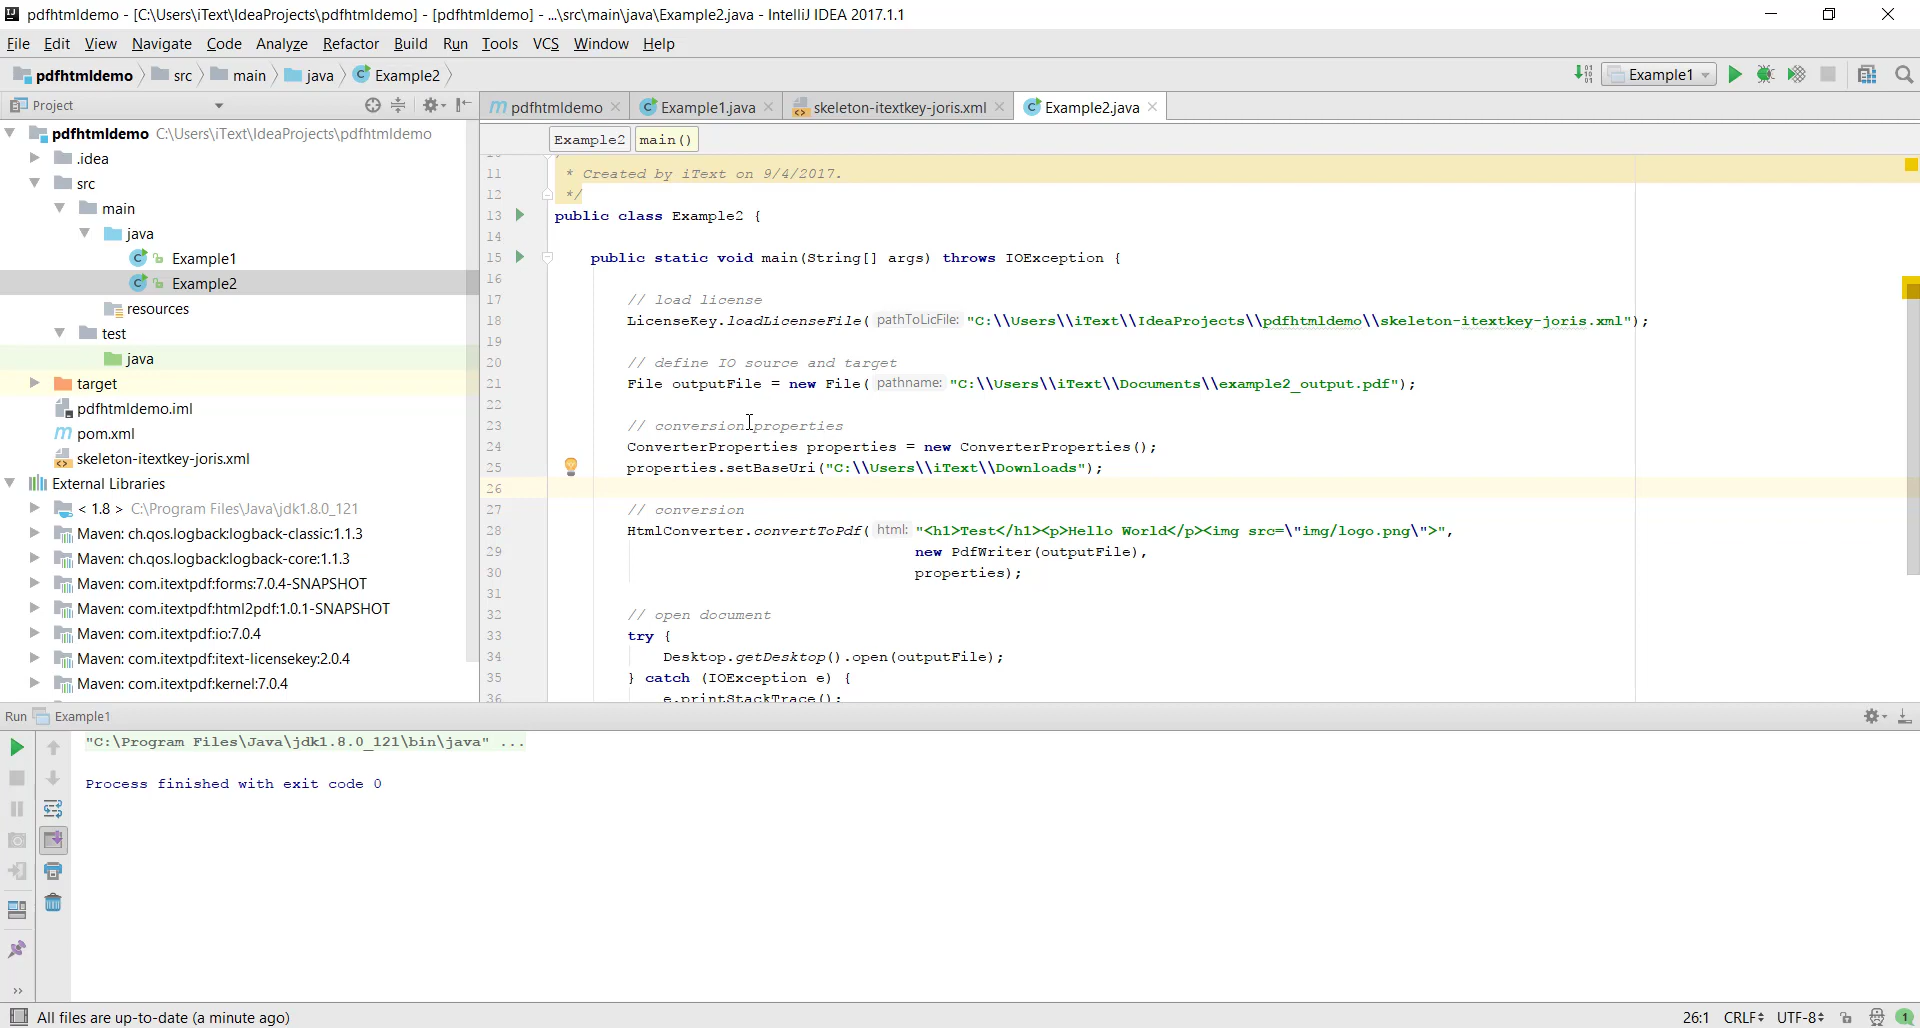 pdfhtmldemo - [C:\Users\iText\IdeaProjects\pdfhtmldemo] - [pdfhtmldemo] - ...\src\main\java\Example2.java - IntelliJ IDEA 2017.1.1
File Edit View Navigate Code Analyze Refactor Build Run Tools VCS Window Help
pdfhtmldemo src main java Example2 Example1
Project
pdfhtmldemo Example1.java skeleton-itextkey-joris.xml Example2.java
pdfhtmldemo C:\Users\iText\IdeaProjects\pdfhtmldemo
.idea
src
main
java
Example1
Example2
resources
test
java
target
pdfhtmldemo.iml
pom.xml
skeleton-itextkey-joris.xml
External Libraries
< 1.8 > C:\Program Files\Java\jdk1.8.0_121
Maven: ch.qos.logback:logback-classic:1.1.3
Maven: ch.qos.logback:logback-core:1.1.3
Maven: com.itextpdf:forms:7.0.4-SNAPSHOT
Maven: com.itextpdf:html2pdf:1.0.1-SNAPSHOT
Maven: com.itextpdf:io:7.0.4
Maven: com.itextpdf:itext-licensekey:2.0.4
Maven: com.itextpdf:kernel:7.0.4
Example2 main()
11 * Created by iText on 9/4/2017.
12 */
13 public class Example2 {
14
15 public static void main(String[] args) throws IOException {
16
17 // load license
18 LicenseKey.loadLicenseFile( pathToLicFile: "C:\\Users\\iText\\IdeaProjects\\pdfhtmldemo\\skeleton-itextkey-joris.xml");
19
20 // define IO source and target
21 File outputFile = new File( pathname: "C:\\Users\\iText\\Documents\\example2_output.pdf");
22
23 // conversion properties
24 ConverterProperties properties = new ConverterProperties();
25 properties.setBaseUri("C:\\Users\\iText\\Downloads");
26
27 // conversion
28 HtmlConverter.convertToPdf( html: "<h1>Test</h1><p>Hello World</p><img src=\"img/logo.png\">",
29 new PdfWriter(outputFile),
30 properties);
31
32 // open document
33 try {
34 Desktop.getDesktop().open(outputFile);
35 } catch (IOException e) {
36 e.printStackTrace();
Run Example1
"C:\Program Files\Java\jdk1.8.0_121\bin\java" ...
Process finished with exit code 0
All files are up-to-date (a minute ago) 26:1 CRLF UTF-8 1